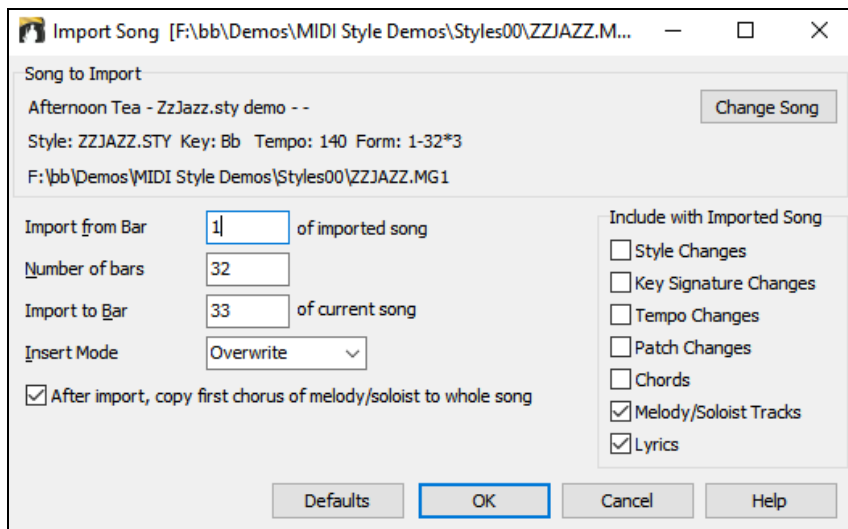 Import Song [F:\bb\Demos\MIDI Style Demos\Styles00\ZZJAZZ.M...
Song to Import
Afternoon Tea - ZzJazz.sty demo - -
Change Song
Style: ZZJAZZ.STY Key: Bb Tempo: 140 Form: 1-32*3
F:\bb\Demos\MIDI Style Demos\Styles00\ZZJAZZ.MG1
Import from Bar 1 of imported song
Number of bars 32
Import to Bar 33 of current song
Insert Mode Overwrite
After import, copy first chorus of melody/soloist to whole song
Include with Imported Song
Style Changes
Key Signature Changes
Tempo Changes
Patch Changes
Chords
Melody/Soloist Tracks
Lyrics
Defaults OK Cancel Help